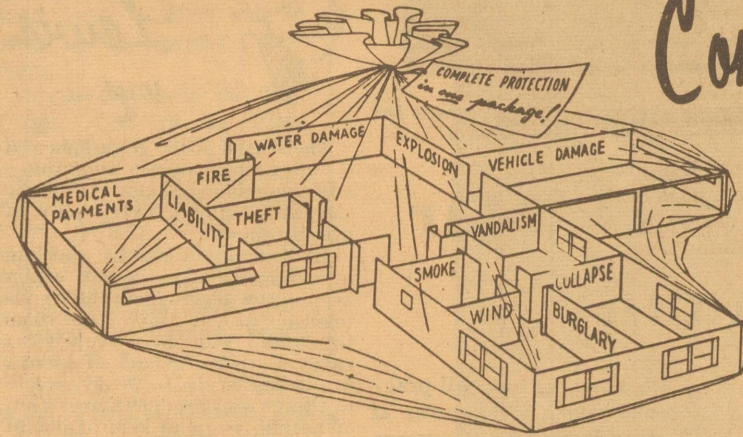 Co
COMPLETE PROTECTION
in one package!
WATER DAMAGE
EXPLOSION
VEHICLE DAMAGE
FIRE
MEDICAL
PAYMENTS
LIABILITY
THEFT
VANDALISM
SMOKE
COLLAPSE
WIND
BURGLARY